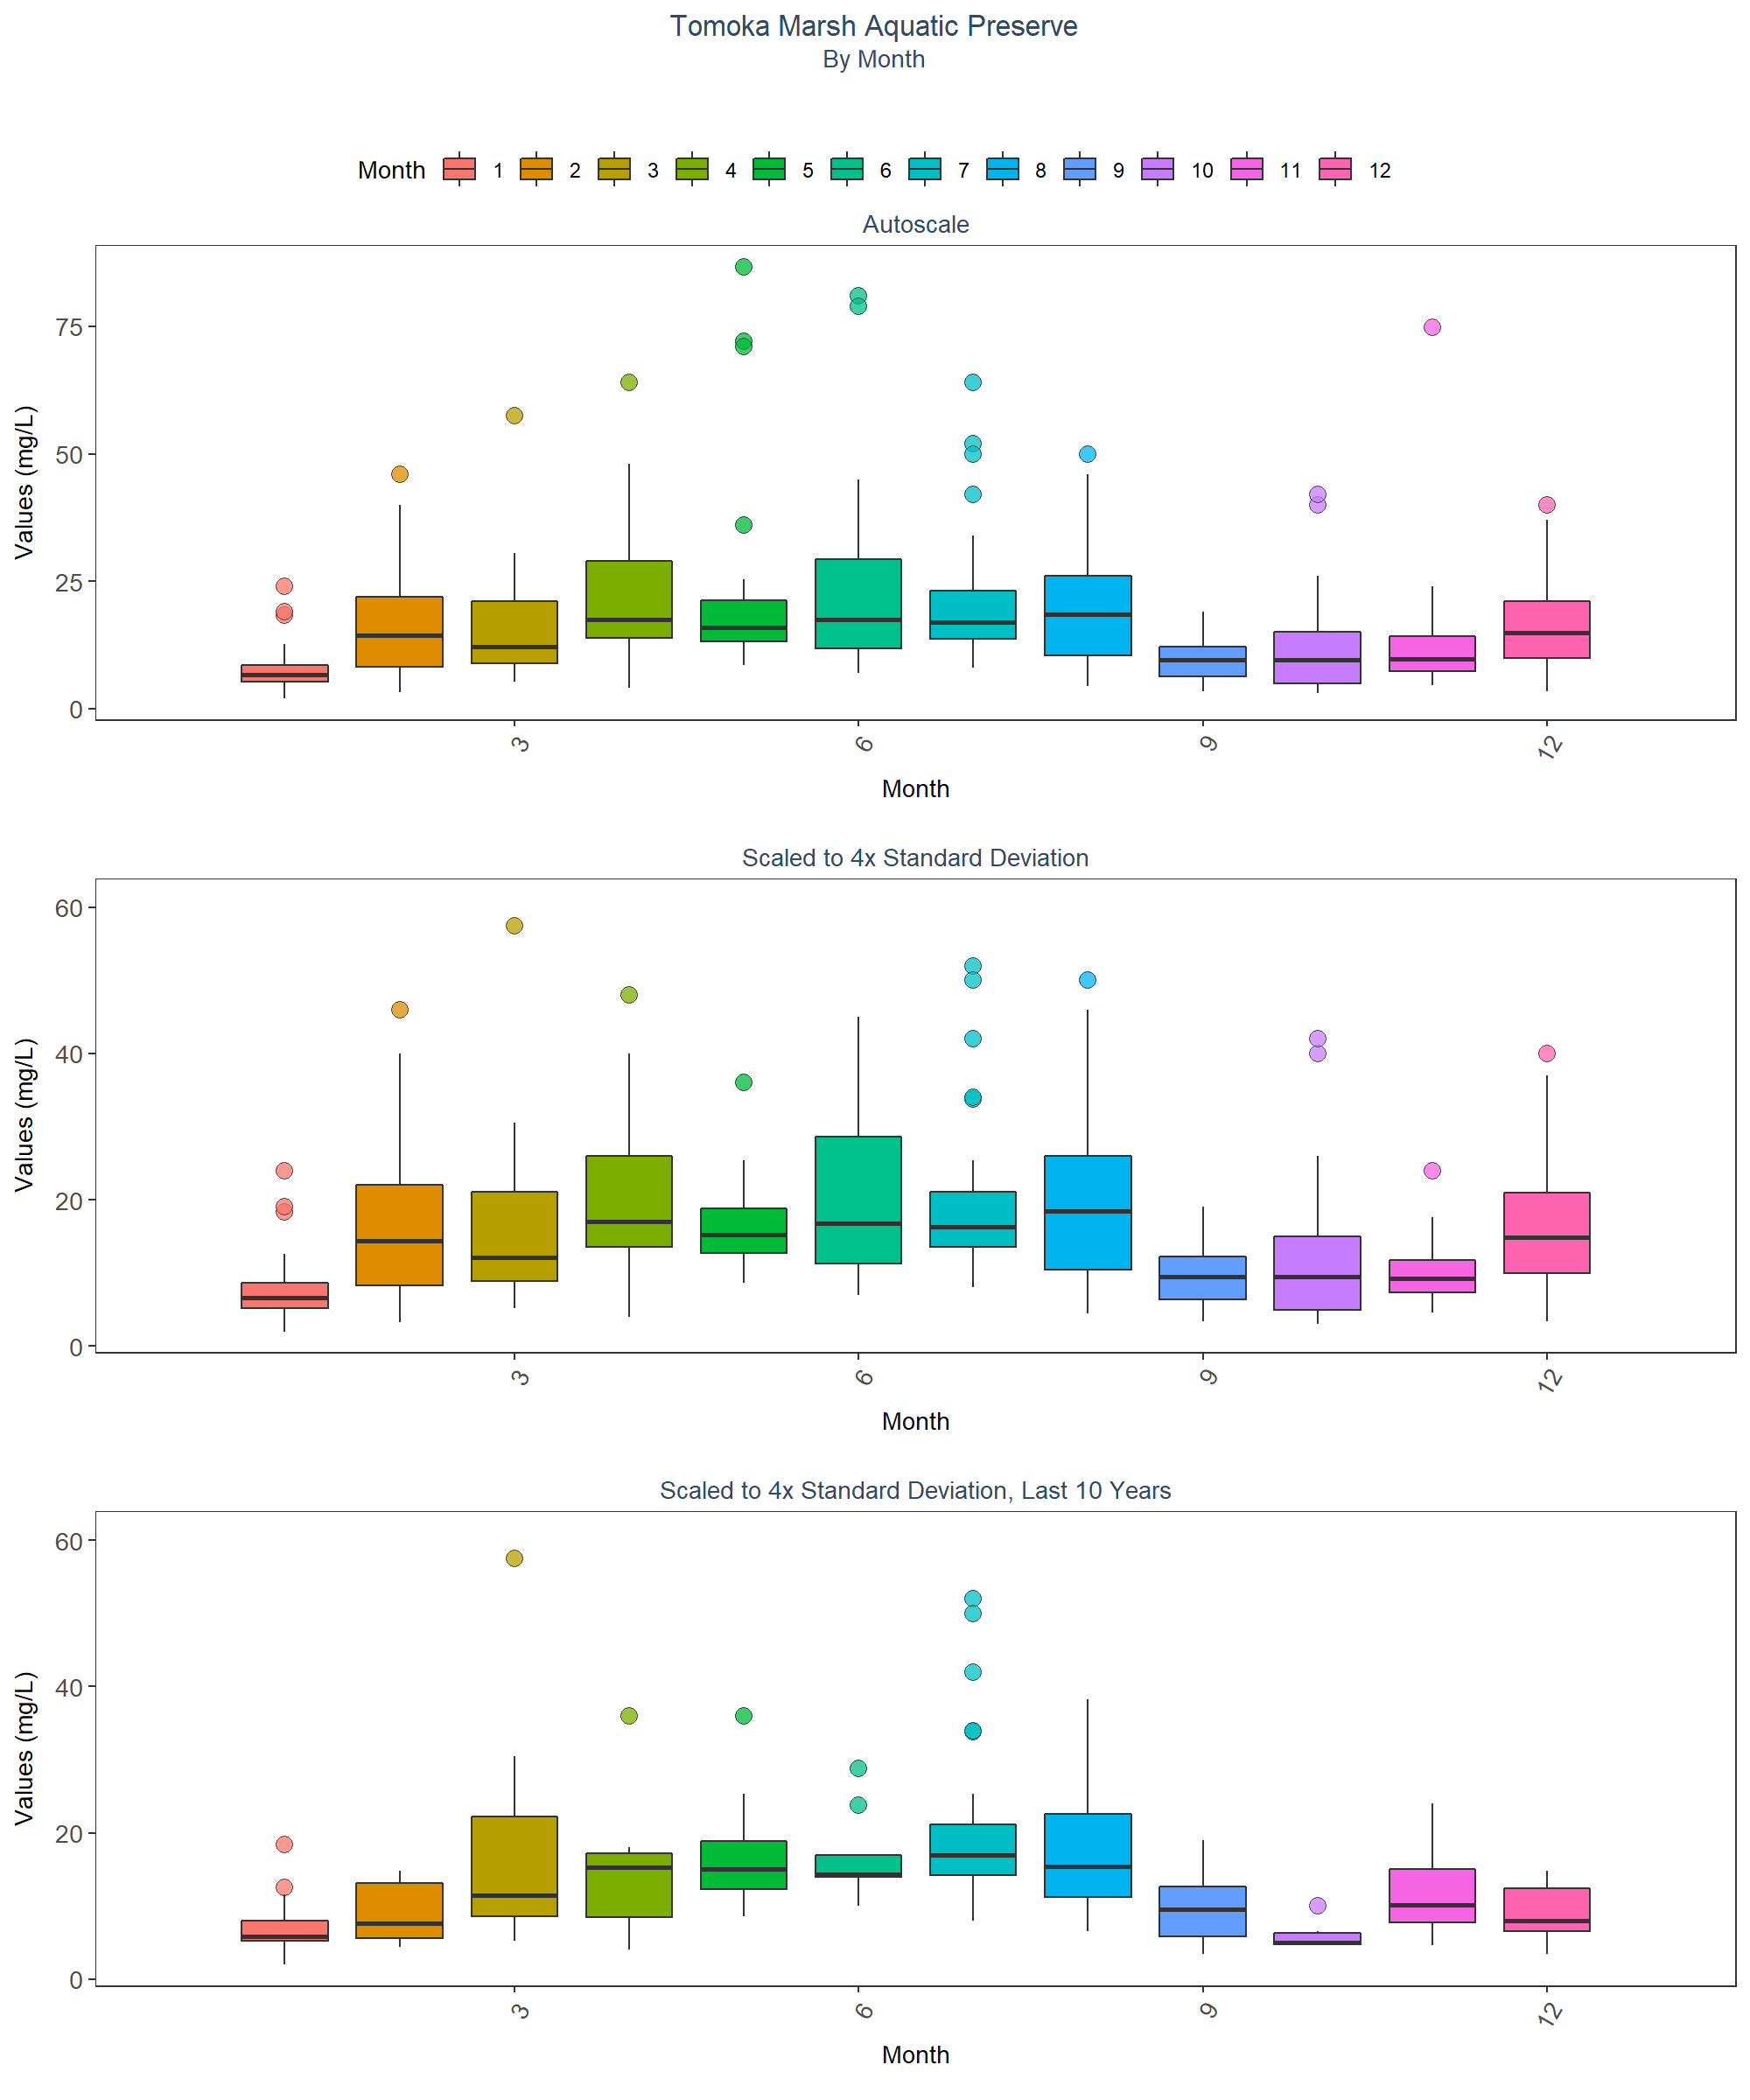 Tomoka Marsh Aquatic Preserve
By Month
Month 1 2 3 4 5 6 7 8 9 10 11 12
Autoscale
Values (mg/L)
75
50
25
0
3 6 9 12
Month
Scaled to 4x Standard Deviation
Values (mg/L)
60
40
20
0
3 6 9 12
Month
Scaled to 4x Standard Deviation, Last 10 Years
Values (mg/L)
60
40
20
0
3 6 9 12
Month